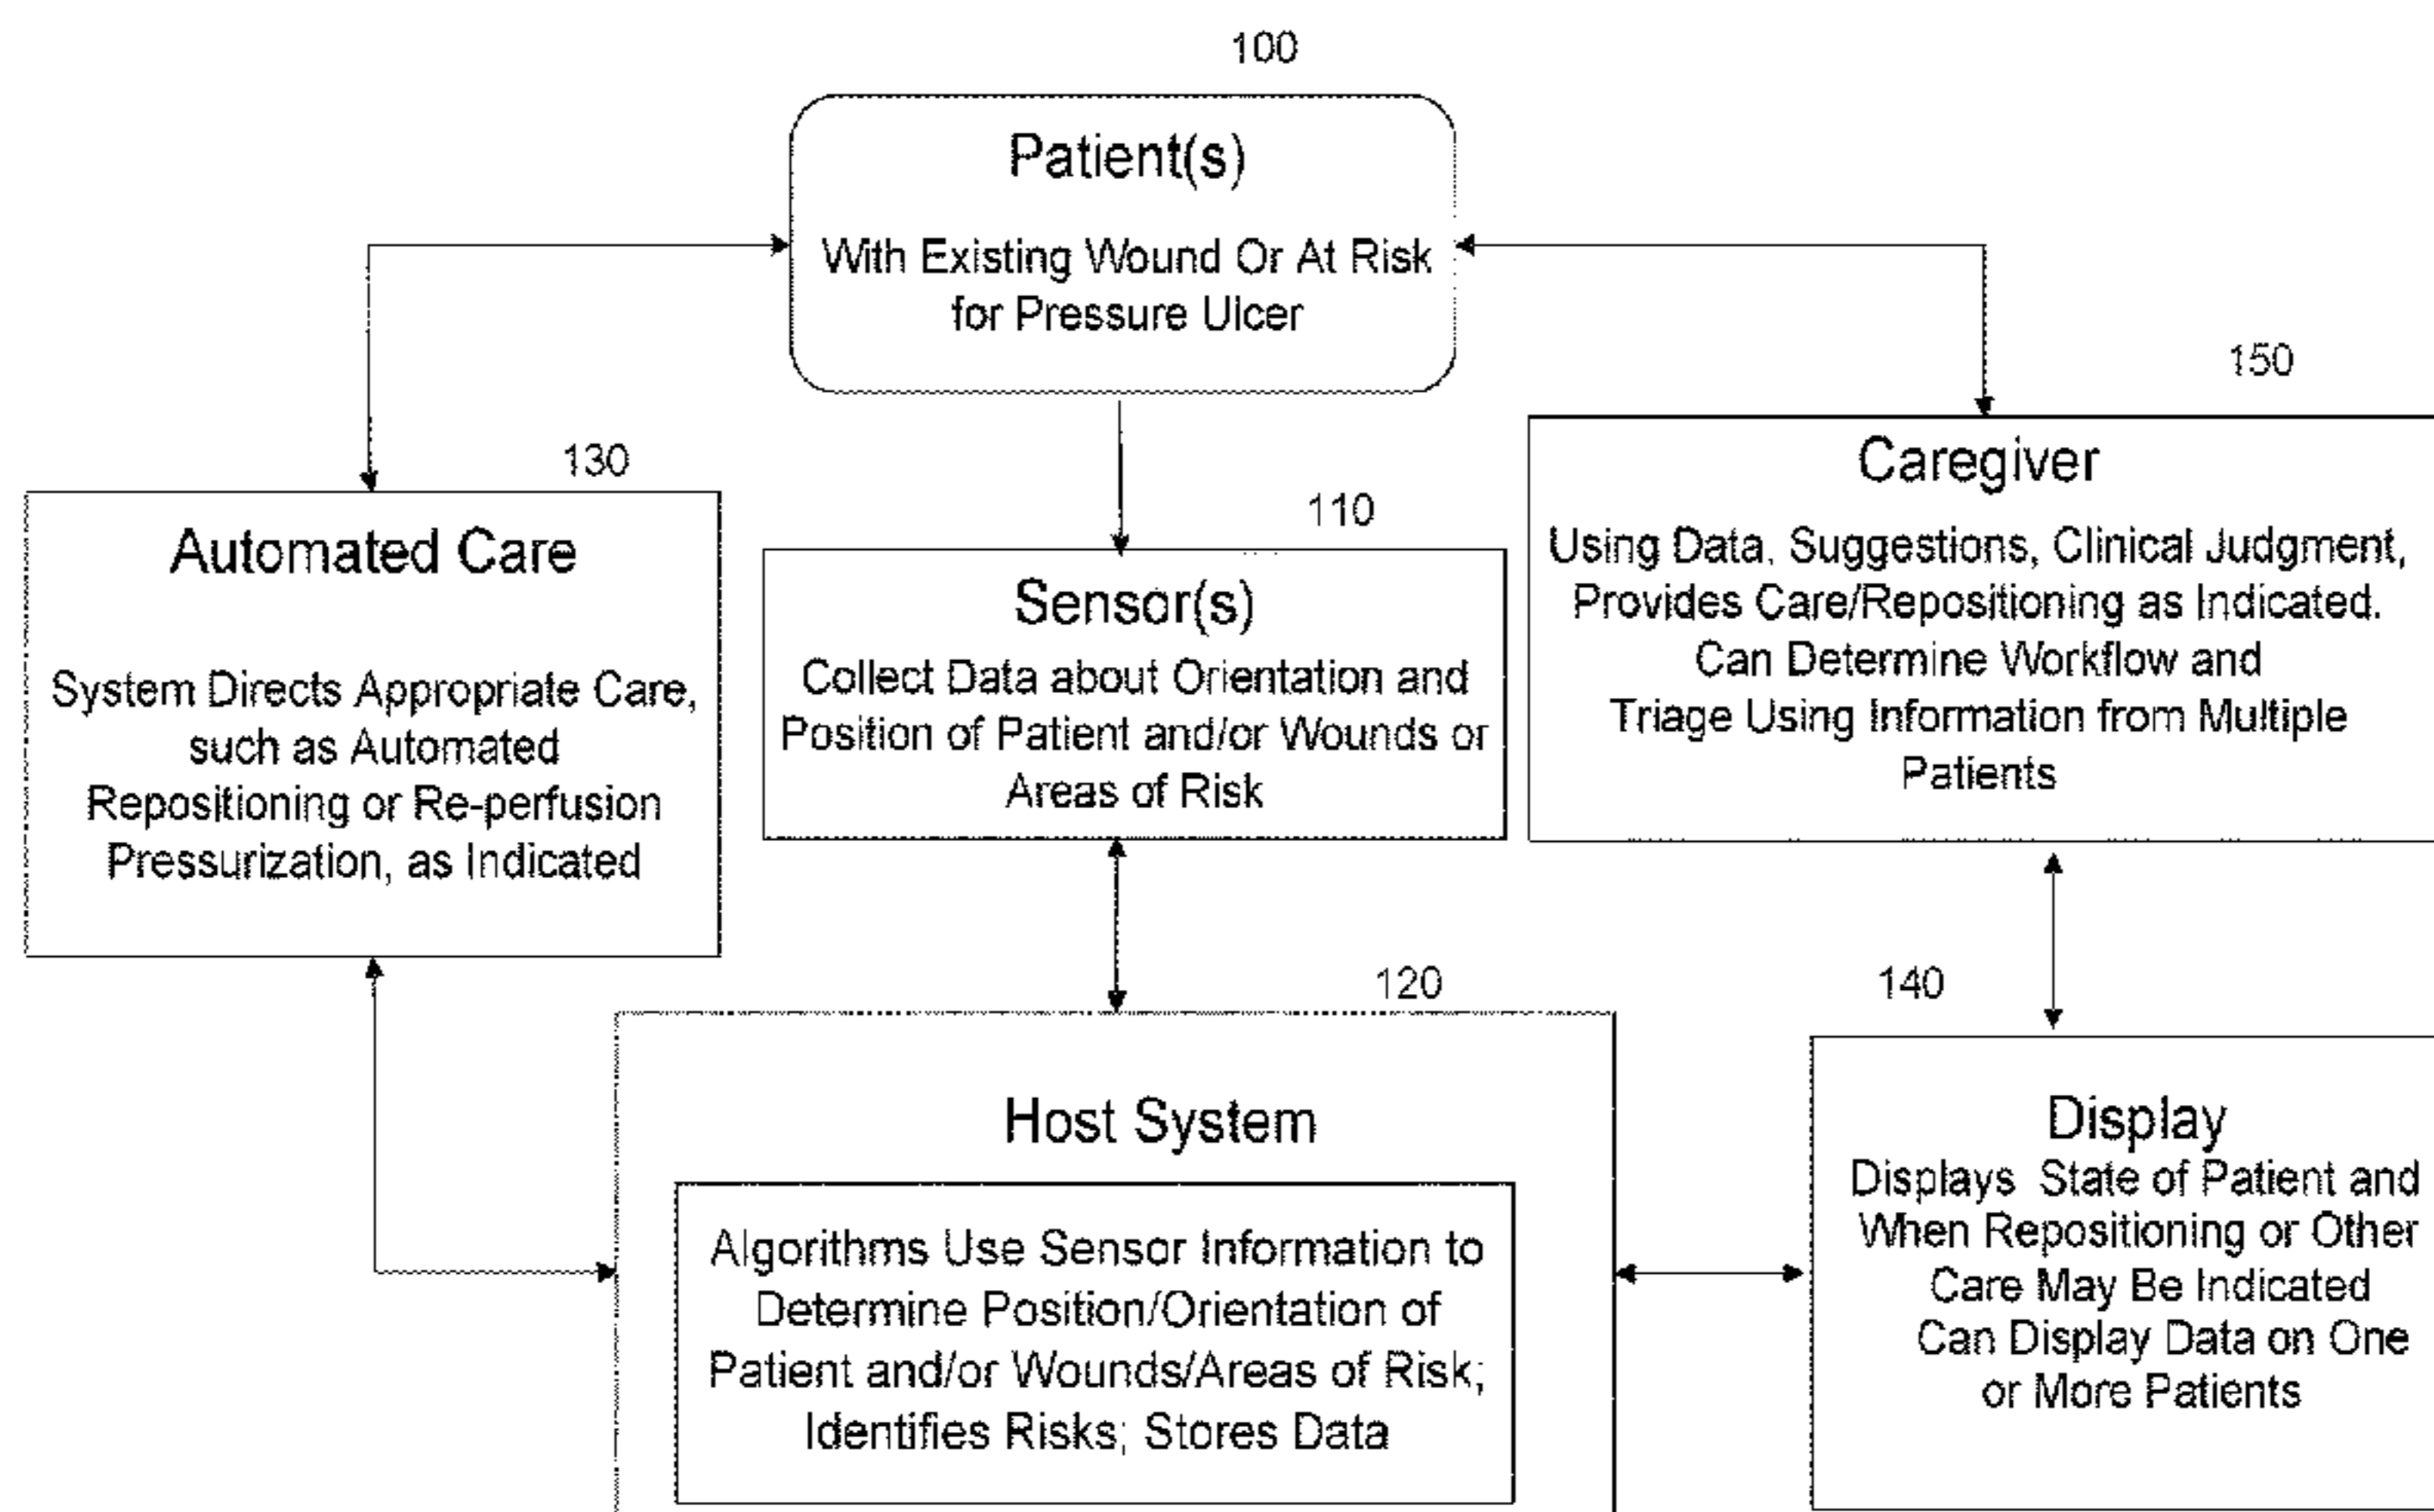 100
Patient(s)
With Existing Wound Or At Risk
for Pressure Ulcer
130
Automated Care
System Directs Appropriate Care,
such as Automated
Repositioning or Re-perfusion
Pressurization, as Indicated
110
Sensor(s)
Collect Data about Orientation and
Position of Patient and/or Wounds or
Areas of Risk
150
Caregiver
Using Data, Suggestions, Clinical Judgment,
Provides Care/Repositioning as Indicated.
Can Determine Workflow and
Triage Using Information from Multiple
Patients
120
Host System
Algorithms Use Sensor Information to
Determine Position/Orientation of
Patient and/or Wounds/Areas of Risk;
Identifies Risks; Stores Data
140
Display
Displays State of Patient and
When Repositioning or Other
Care May Be Indicated
Can Display Data on One
or More Patients